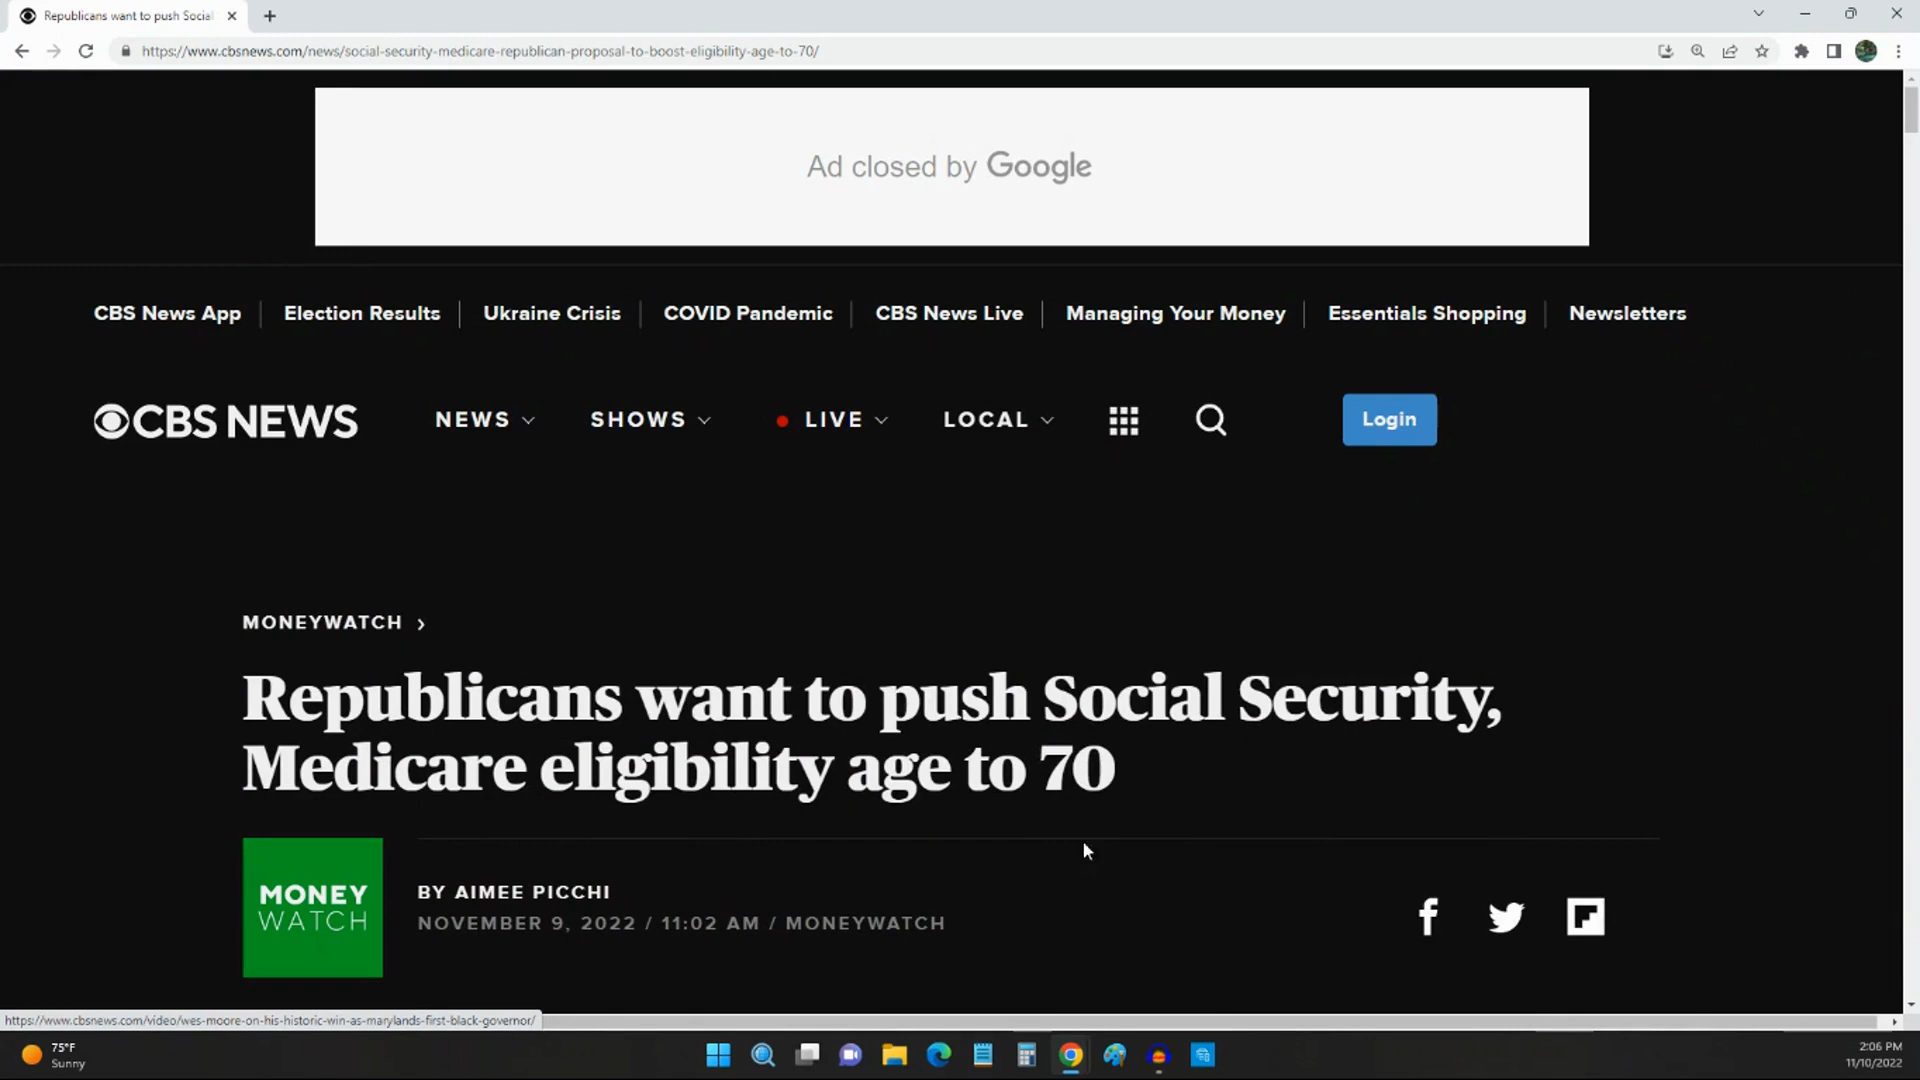 Republicans want to push Social
https://www.cbsnews.com/news/social-security-medicare-republican-proposal-to-boost-eligibility-age-to-70/
Ad closed by Google
CBS News App
Election Results
Ukraine Crisis
COVID Pandemic
CBS News Live
Managing Your Money
Essentials Shopping
Newsletters
CBS NEWS
NEWS
SHOWS
LIVE
LOCAL
Login
MONEYWATCH
Republicans want to push Social Security,
Medicare eligibility age to 70
MONEY
WATCH
BY AIMEE PICCHI
NOVEMBER 9, 2022 / 11:02 AM / MONEYWATCH
https://www.cbsnews.com/video/wes-moore-on-his-historic-win-as-marylands-first-black-governor/
75°F
Sunny
2:06 PM
11/10/2022